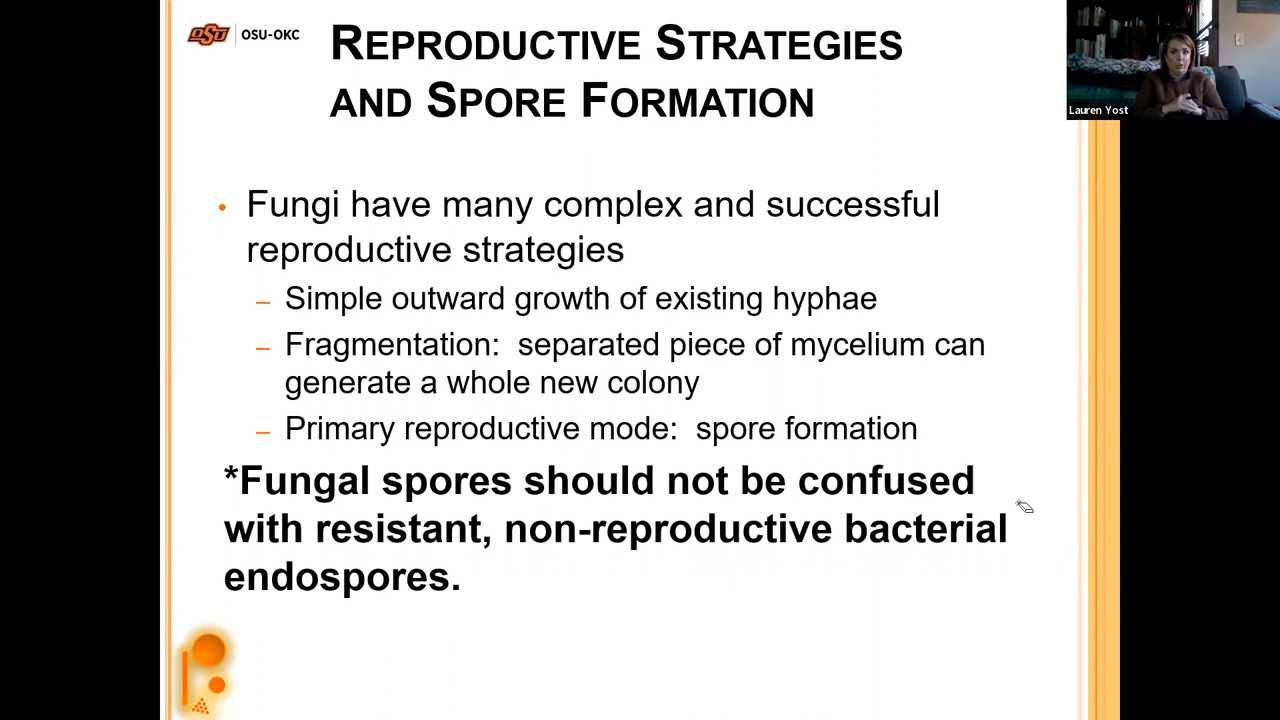 OSU OSU-OKC
REPRODUCTIVE STRATEGIES
AND SPORE FORMATION
Lauren Yost
• Fungi have many complex and successful
reproductive strategies
– Simple outward growth of existing hyphae
– Fragmentation: separated piece of mycelium can
generate a whole new colony
– Primary reproductive mode: spore formation
*Fungal spores should not be confused
with resistant, non-reproductive bacterial
endospores.